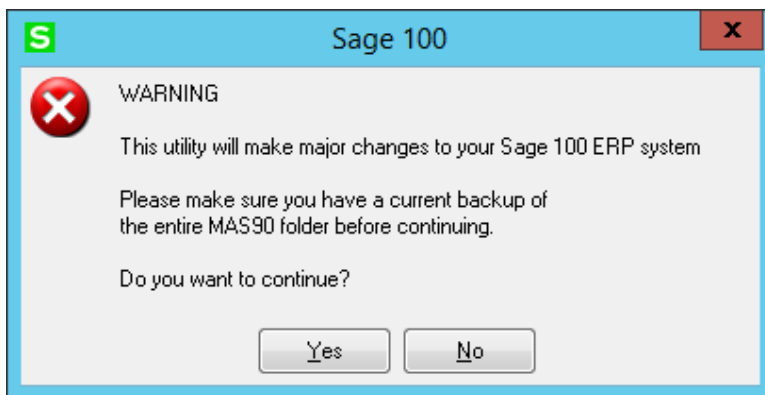 S
Sage 100
x
WARNING
This utility will make major changes to your Sage 100 ERP system
Please make sure you have a current backup of
the entire MAS90 folder before continuing.
Do you want to continue?
Yes
No